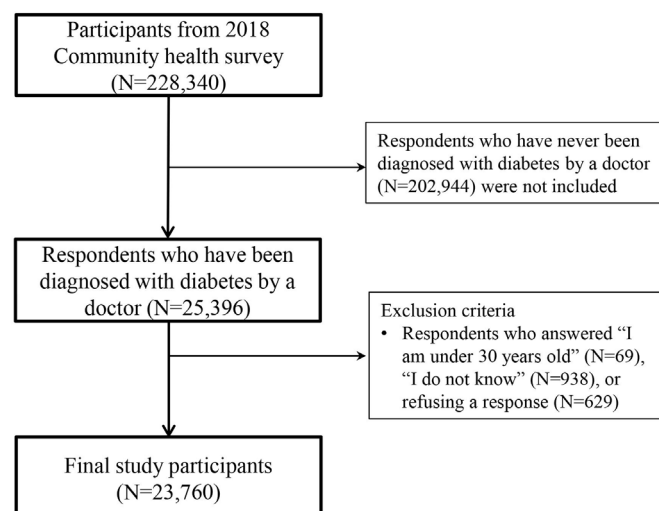 Participants from 2018
Community health survey
(N=228,340)
Respondents who have never been
diagnosed with diabetes by a doctor
(N=202,944) were not included
Respondents who have been
diagnosed with diabetes by a
doctor (N=25,396)
Exclusion criteria
• Respondents who answered “I
am under 30 years old” (N=69),
“I do not know” (N=938), or
refusing a response (N=629)
Final study participants
(N=23,760)